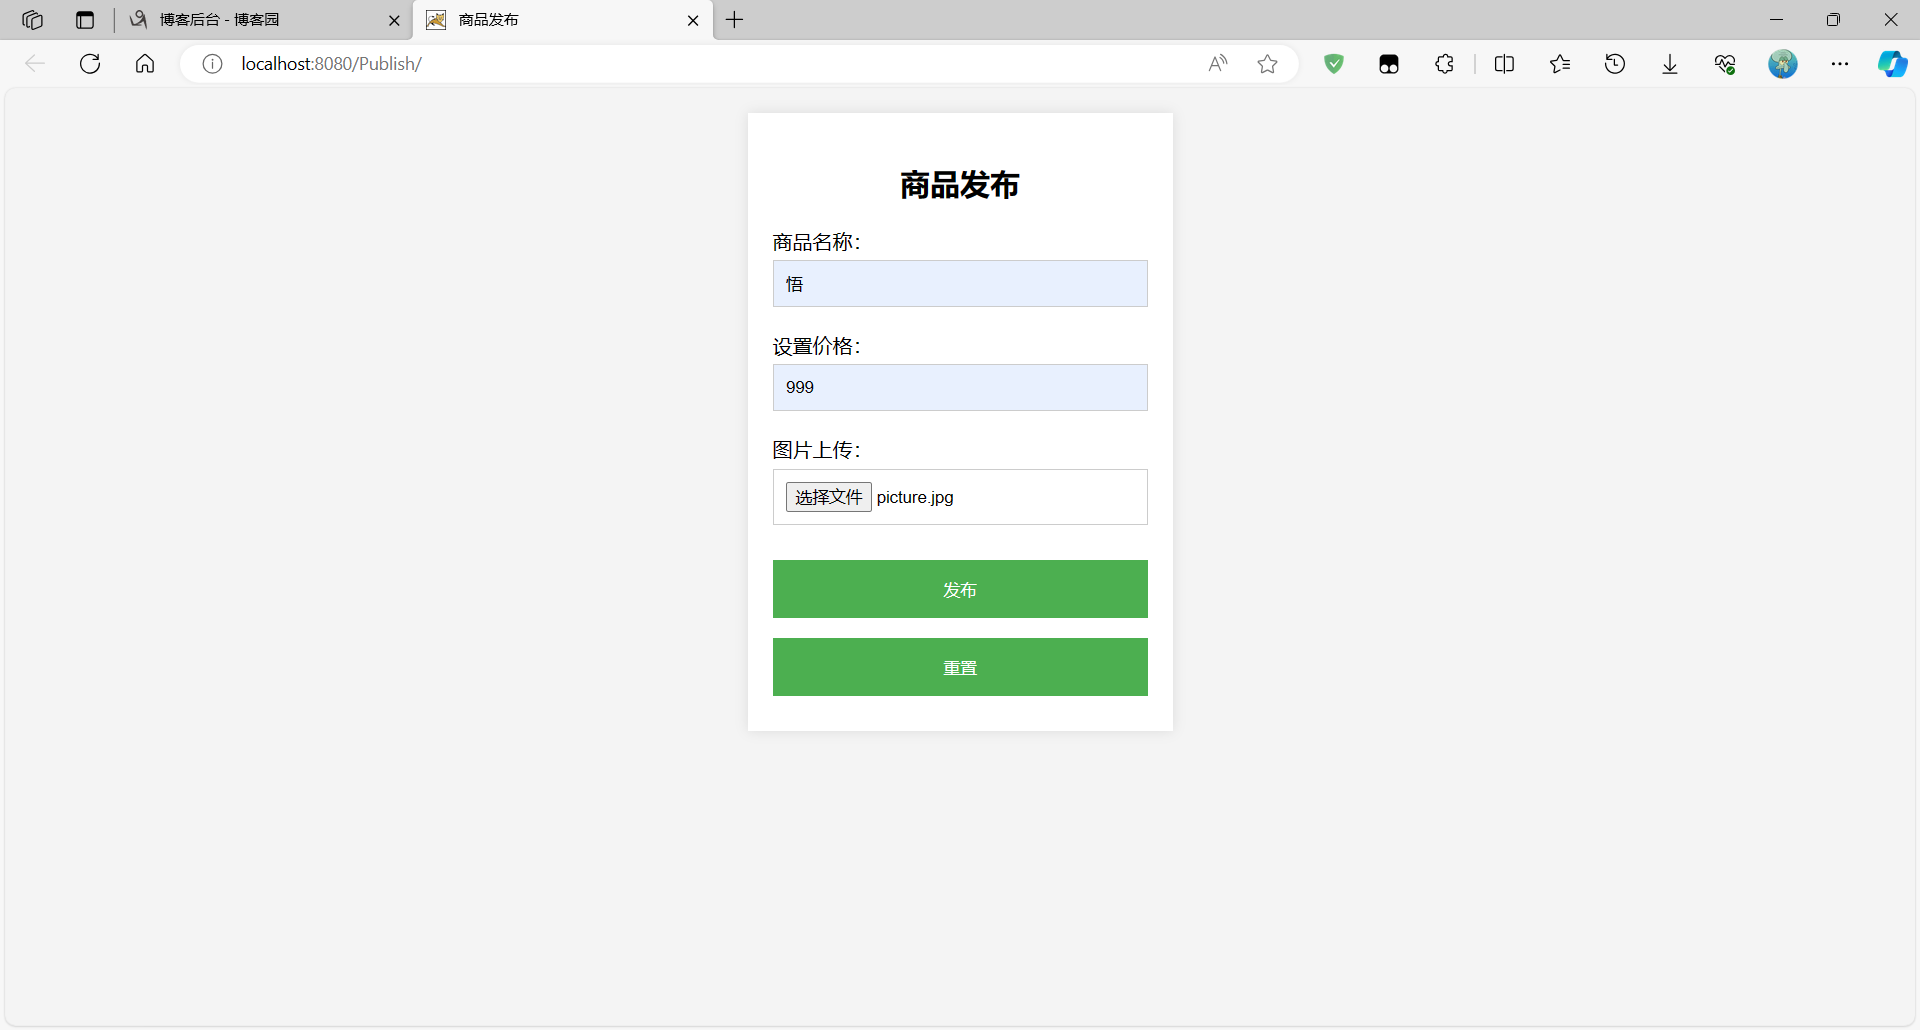 博客后台 - 博客园
商品发布
localhost:8080/Publish/
商品发布
商品名称：
悟
设置价格：
999
图片上传：
选择文件 picture.jpg
发布
重置